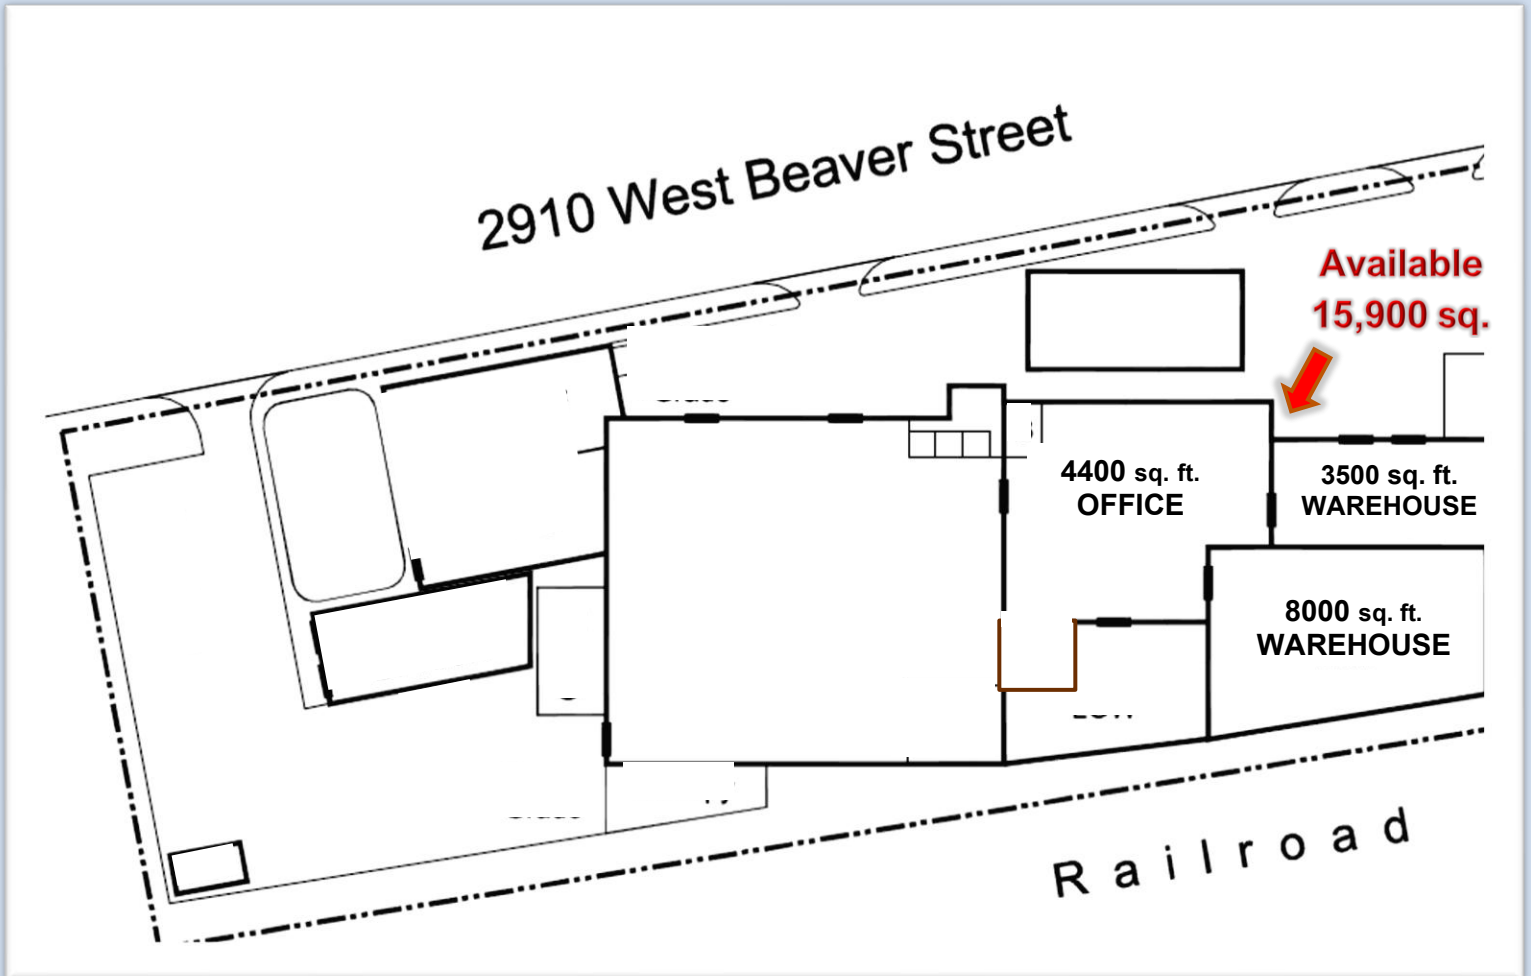 2910 West Beaver Street
Available
15,900 sq.
4400 sq. ft.
OFFICE
3500 sq. ft.
WAREHOUSE
8000 sq. ft.
WAREHOUSE
Railroad